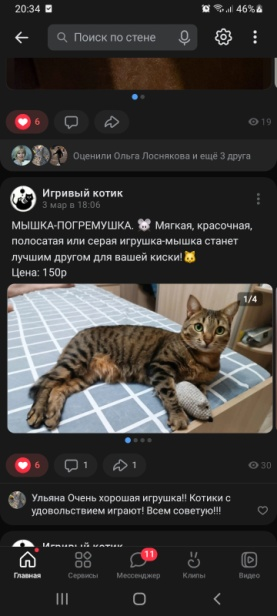 20:34
46%
Поиск по стене
6
19
Оценили Ольга Лоснякова и ещё 3 друга
Игривый котик
3 мар в 18:06
МЫШКА-ПОГРЕМУШКА. 🐭 Мягкая, красочная,
полосатая или серая игрушка-мышка станет
лучшим другом для вашей киски!🐱
Цена: 150р
1/4
6
1
1
30
Ульяна Очень хорошая игрушка!! Котики с
удовольствием играют! Всем советую!!!
Игривый котик
11
Главная
Сервисы
Мессенджер
Клипы
Видео